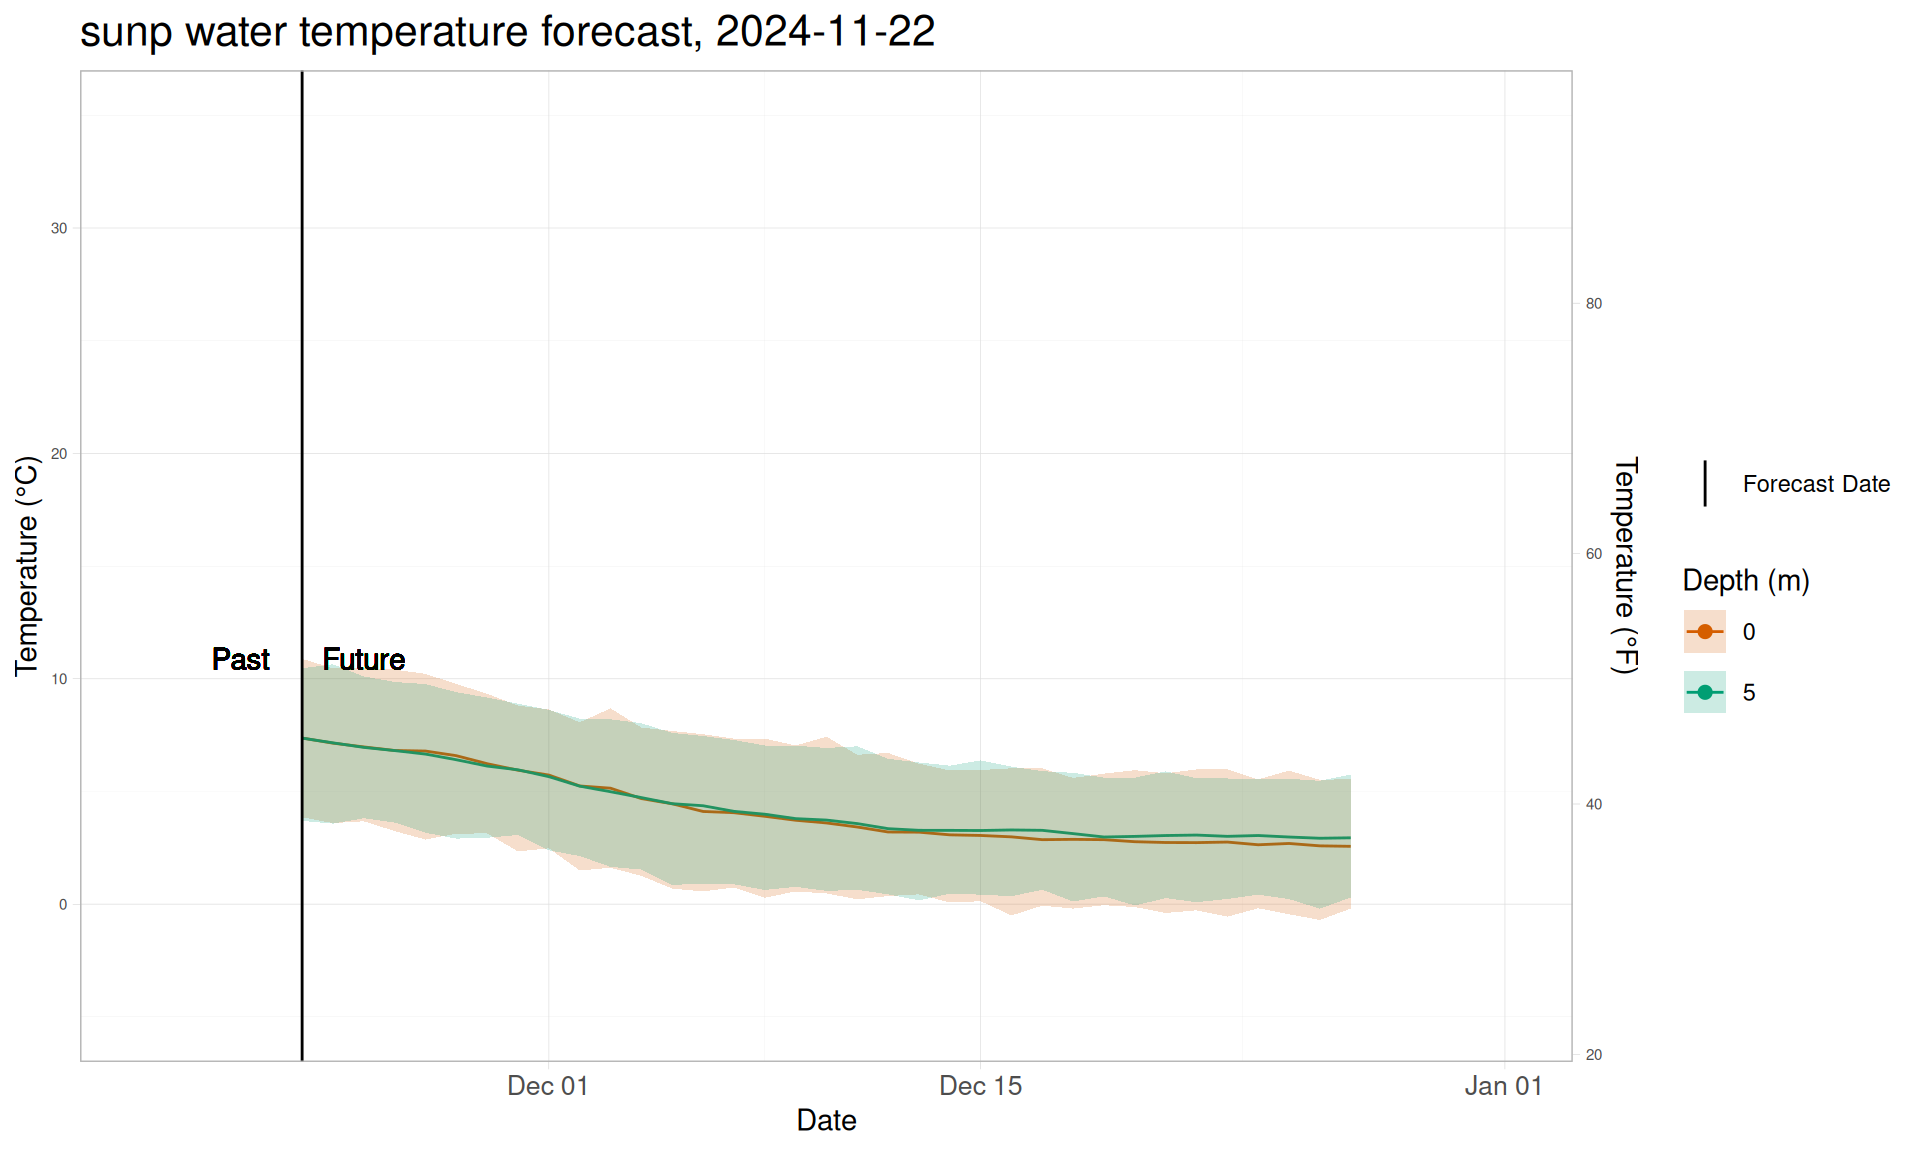 sunp water temperature forecast, 2024-11-22
Temperature (°C)
30
20
10
0
Past
Future
80
60
40
20
Temperature (°F)
Dec 01
Dec 15
Jan 01
Date
Forecast Date
Depth (m)
0
5